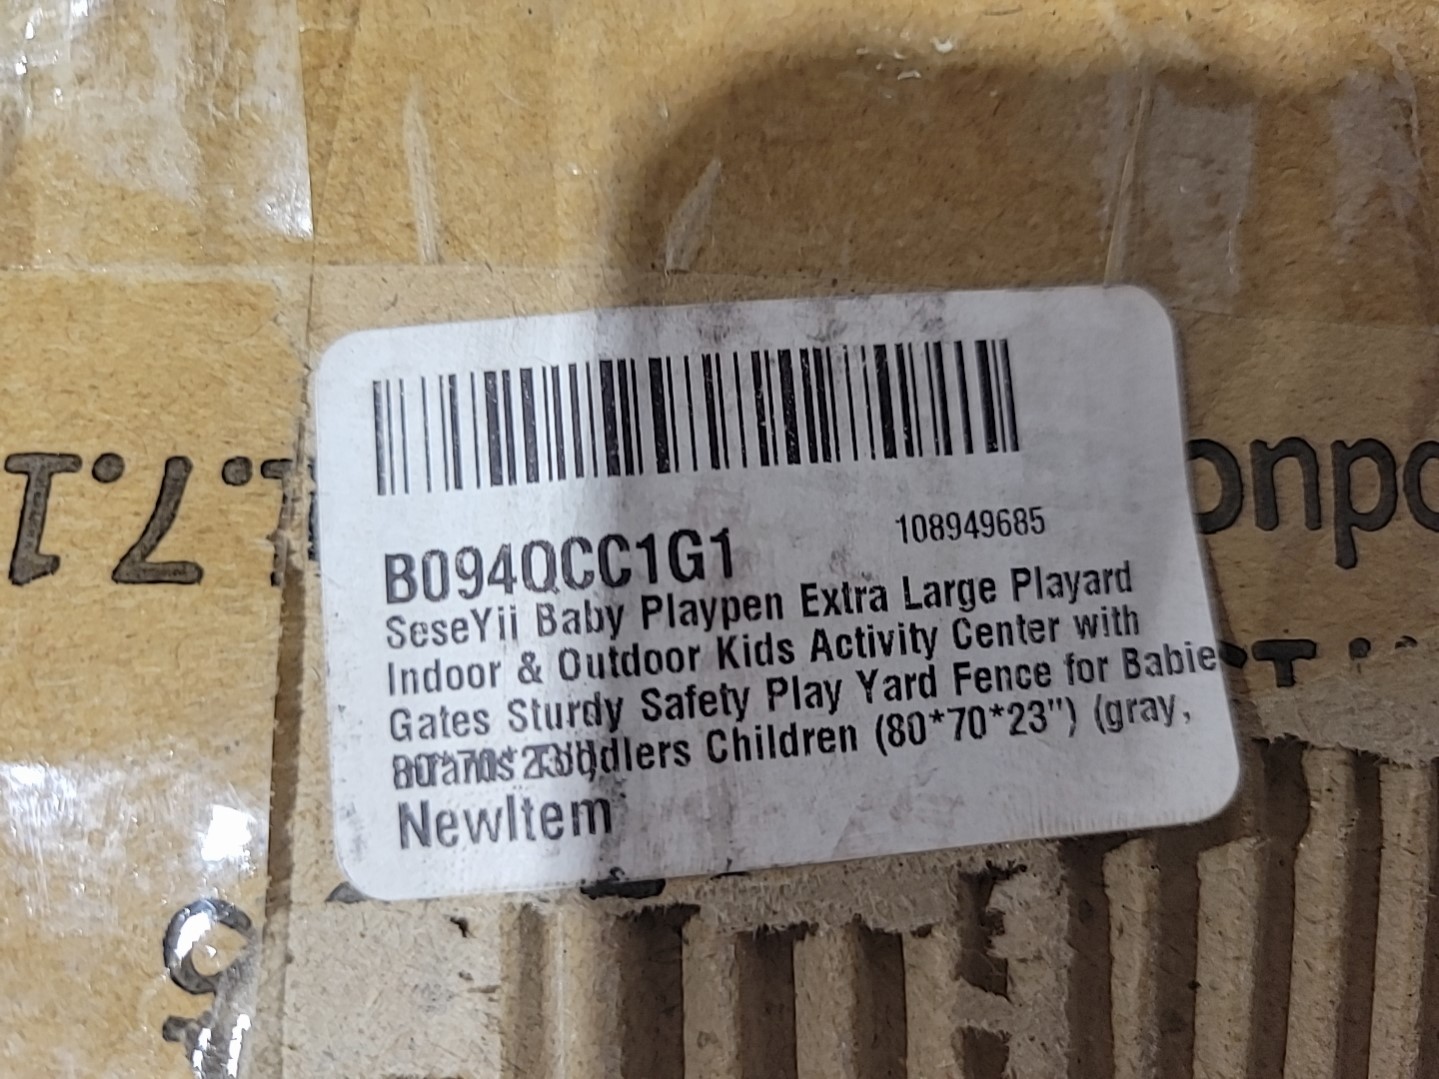 B094QCC1G1
108949685
SeseYii Baby Playpen Extra Large Playard
Indoor & Outdoor Kids Activity Center with
Gates Sturdy Safety Play Yard Fence for Babie
Children (80*70*23") (gray,
NewItem